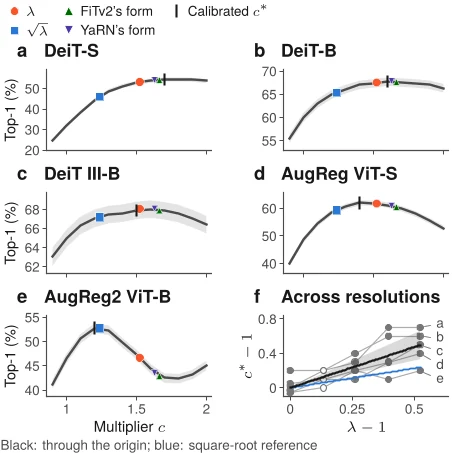 λ
FiTv2's form
Calibrated c*
√λ
YaRN's form
a DeiT-S
b DeiT-B
Top-1 (%)
50
40
30
20
70
65
60
55
c DeiT III-B
d AugReg ViT-S
Top-1 (%)
68
66
64
62
60
50
40
e AugReg2 ViT-B
f Across resolutions
Top-1 (%)
55
50
45
40
1
1.5
2
Multiplier c
c* − 1
0.8
0.4
0
a
b
c
d
e
0
0.25
0.5
λ − 1
Black: through the origin; blue: square-root reference